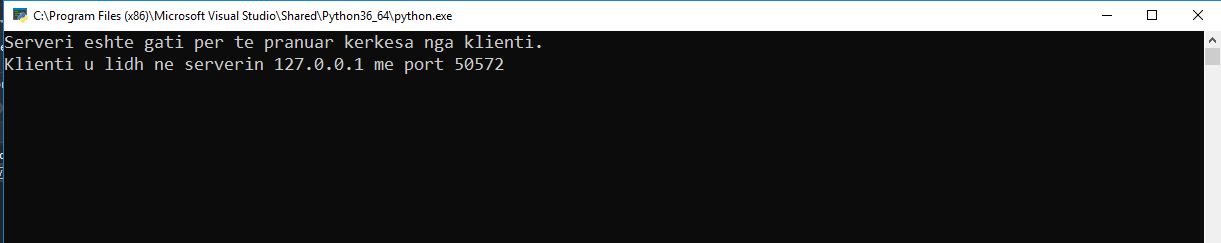 C:\Program Files (x86)\Microsoft Visual Studio\Shared\Python36_64\python.exe
Serveri eshte gati per te pranuar kerkesa nga klienti.
Klienti u lidh ne serverin 127.0.0.1 me port 50572